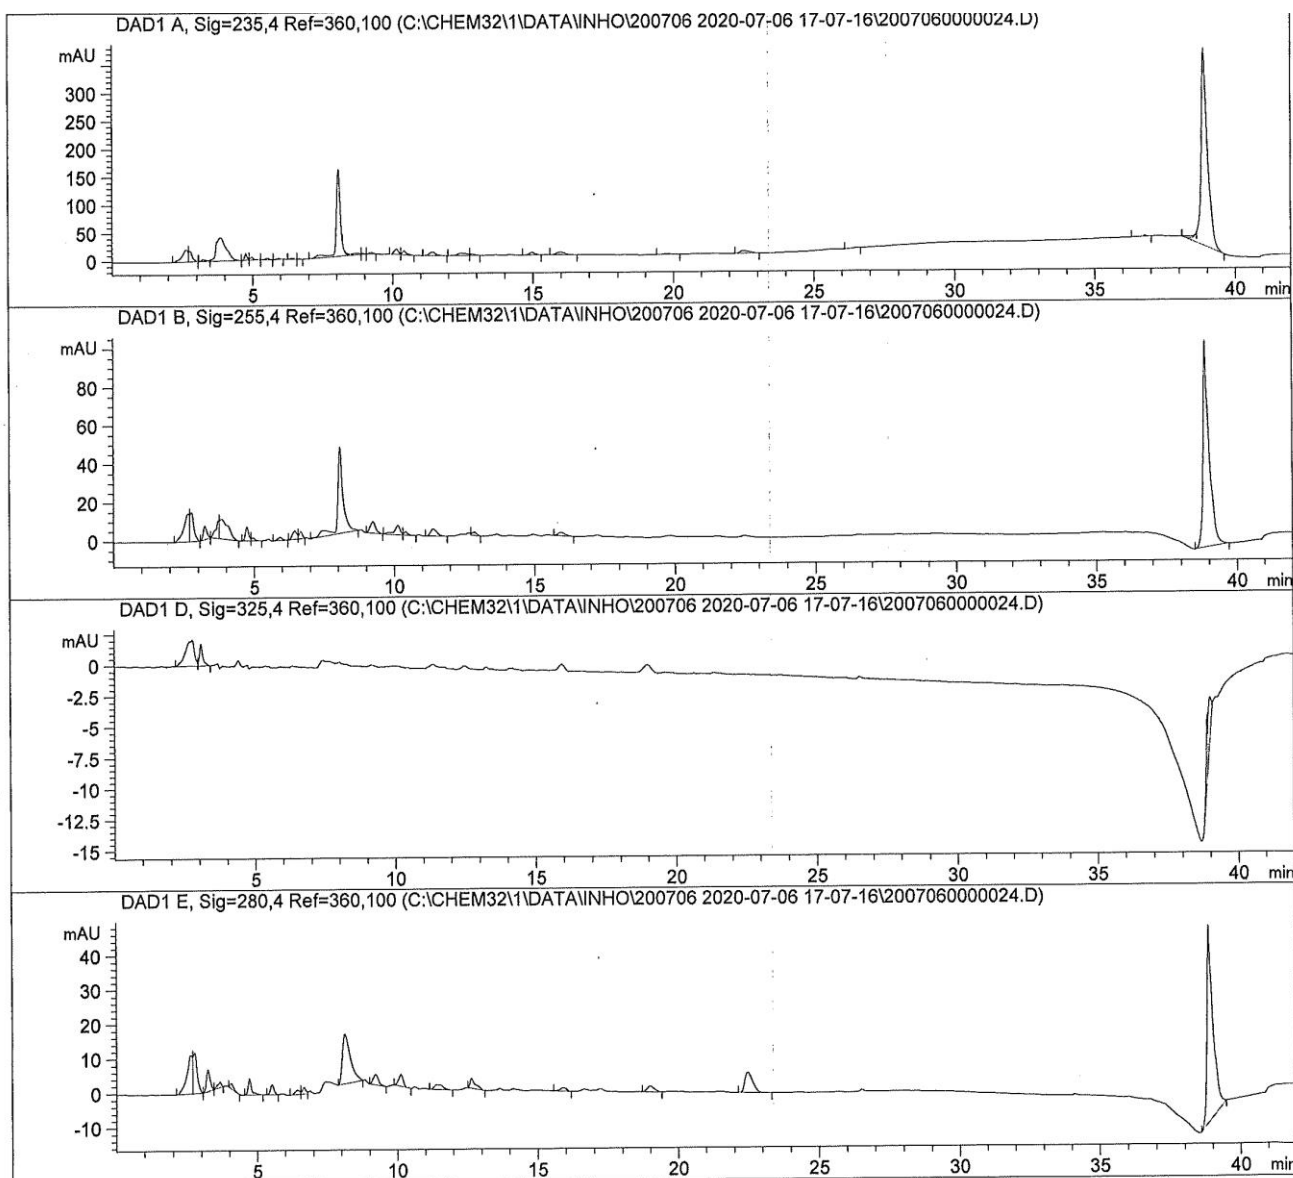 DAD1 A, Sig=235,4 Ref=360,100 (C:\CHEM32\1\DATA\INHO\200706 2020-07-06 17-07-16\2007060000024.D)
mAU
300
250
200
150
100
50
0
5 10 15 20 25 30 35 40 min
DAD1 B, Sig=255,4 Ref=360,100 (C:\CHEM32\1\DATA\INHO\200706 2020-07-06 17-07-16\2007060000024.D)
mAU
80
60
40
20
0
5 10 15 20 25 30 35 40 min
DAD1 D, Sig=325,4 Ref=360,100 (C:\CHEM32\1\DATA\INHO\200706 2020-07-06 17-07-16\2007060000024.D)
mAU
0
-2.5
-5
-7.5
-10
-12.5
-15
5 10 15 20 25 30 35 40 min
DAD1 E, Sig=280,4 Ref=360,100 (C:\CHEM32\1\DATA\INHO\200706 2020-07-06 17-07-16\2007060000024.D)
mAU
40
30
20
10
0
-10
5 10 15 20 25 30 35 40 min